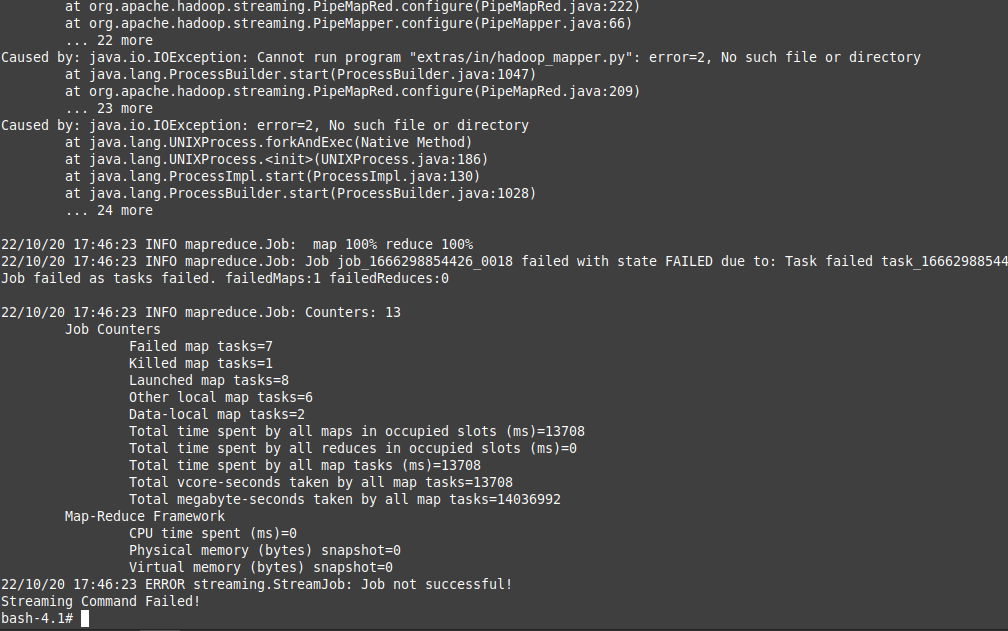 at org.apache.hadoop.streaming.PipeMapRed.configure(PipeMapRed.java:222)
at org.apache.hadoop.streaming.PipeMapper.configure(PipeMapper.java:66)
... 22 more
Caused by: java.io.IOException: Cannot run program "extras/in/hadoop_mapper.py": error=2, No such file or directory
at java.lang.ProcessBuilder.start(ProcessBuilder.java:1047)
at org.apache.hadoop.streaming.PipeMapRed.configure(PipeMapRed.java:209)
... 23 more
Caused by: java.io.IOException: error=2, No such file or directory
at java.lang.UNIXProcess.forkAndExec(Native Method)
at java.lang.UNIXProcess.<init>(UNIXProcess.java:186)
at java.lang.ProcessImpl.start(ProcessImpl.java:130)
at java.lang.ProcessBuilder.start(ProcessBuilder.java:1028)
... 24 more
22/10/20 17:46:23 INFO mapreduce.Job:  map 100% reduce 100%
22/10/20 17:46:23 INFO mapreduce.Job: Job job_1666298854426_0018 failed with state FAILED due to: Task failed task_16662988544
Job failed as tasks failed. failedMaps:1 failedReduces:0
22/10/20 17:46:23 INFO mapreduce.Job: Counters: 13
Job Counters
Failed map tasks=7
Killed map tasks=1
Launched map tasks=8
Other local map tasks=6
Data-local map tasks=2
Total time spent by all maps in occupied slots (ms)=13708
Total time spent by all reduces in occupied slots (ms)=0
Total time spent by all map tasks (ms)=13708
Total vcore-seconds taken by all map tasks=13708
Total megabyte-seconds taken by all map tasks=14036992
Map-Reduce Framework
CPU time spent (ms)=0
Physical memory (bytes) snapshot=0
Virtual memory (bytes) snapshot=0
22/10/20 17:46:23 ERROR streaming.StreamJob: Job not successful!
Streaming Command Failed!
bash-4.1#